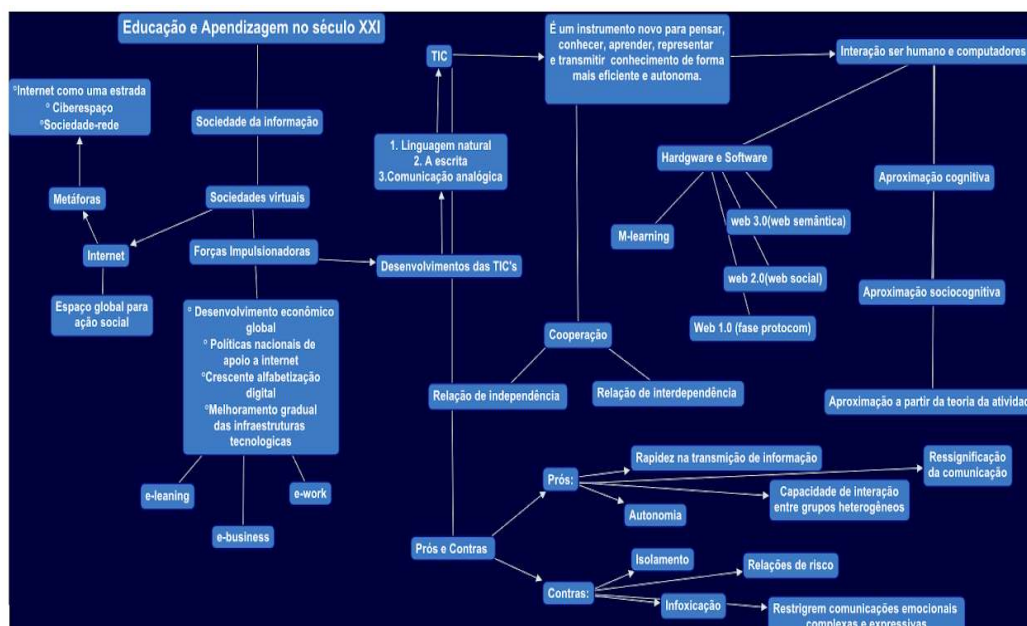 Educação e Apendizagem no século XXI
TIC
É um instrumento novo para pensar,
conhecer, aprender, representar
e transmitir conhecimento de forma
mais eficiente e autonoma.
Interação ser humano e computadores
°Internet como uma estrada
° Ciberespaço
°Sociedade-rede
Sociedade da informação
1. Linguagem natural
2. A escrita
3.Comunicação analógica
Hardgware e Software
Aproximação cognitiva
Metáforas
Sociedades virtuais
web 3.0(web semântica)
M-learning
Internet
Forças Impulsionadoras
Desenvolvimentos das TIC's
web 2.0(web social)
Aproximação sociocognitiva
Espaço global para
ação social
Web 1.0 (fase protocom)
° Desenvolvimento econômico
global
° Políticas nacionais de
apoio a internet
°Crescente alfabetização
digital
°Melhoramento gradual
das infraestruturas
tecnologicas
Cooperação
Relação de independência
Relação de interdependência
Aproximação a partir da teoria da atividad
e-leaning
e-work
e-business
Prós e Contras
Prós:
Rapidez na transmissão de informação
Ressignificação
da comunicação
Capacidade de interação
entre grupos heterogêneos
Autonomia
Contras:
Isolamento
Relações de risco
Infoxicação
Restrigrem comunicações emocionais
complexas e expressivas